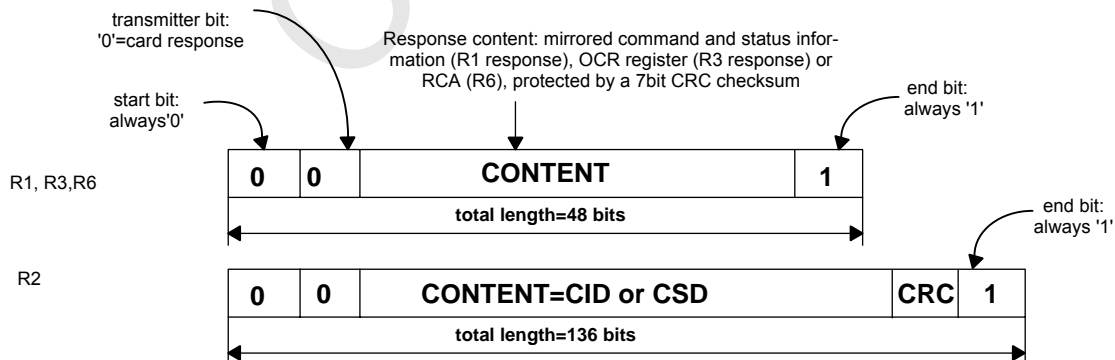 transmitter bit:
'0'=card response
Response content: mirrored command and status infor-
mation (R1 response), OCR register (R3 response) or
RCA (R6), protected by a 7bit CRC checksum
start bit:
always'0'
end bit:
always '1'
R1, R3,R6
0 0 CONTENT 1
total length=48 bits
end bit:
always '1'
R2
0 0 CONTENT=CID or CSD CRC 1
total length=136 bits